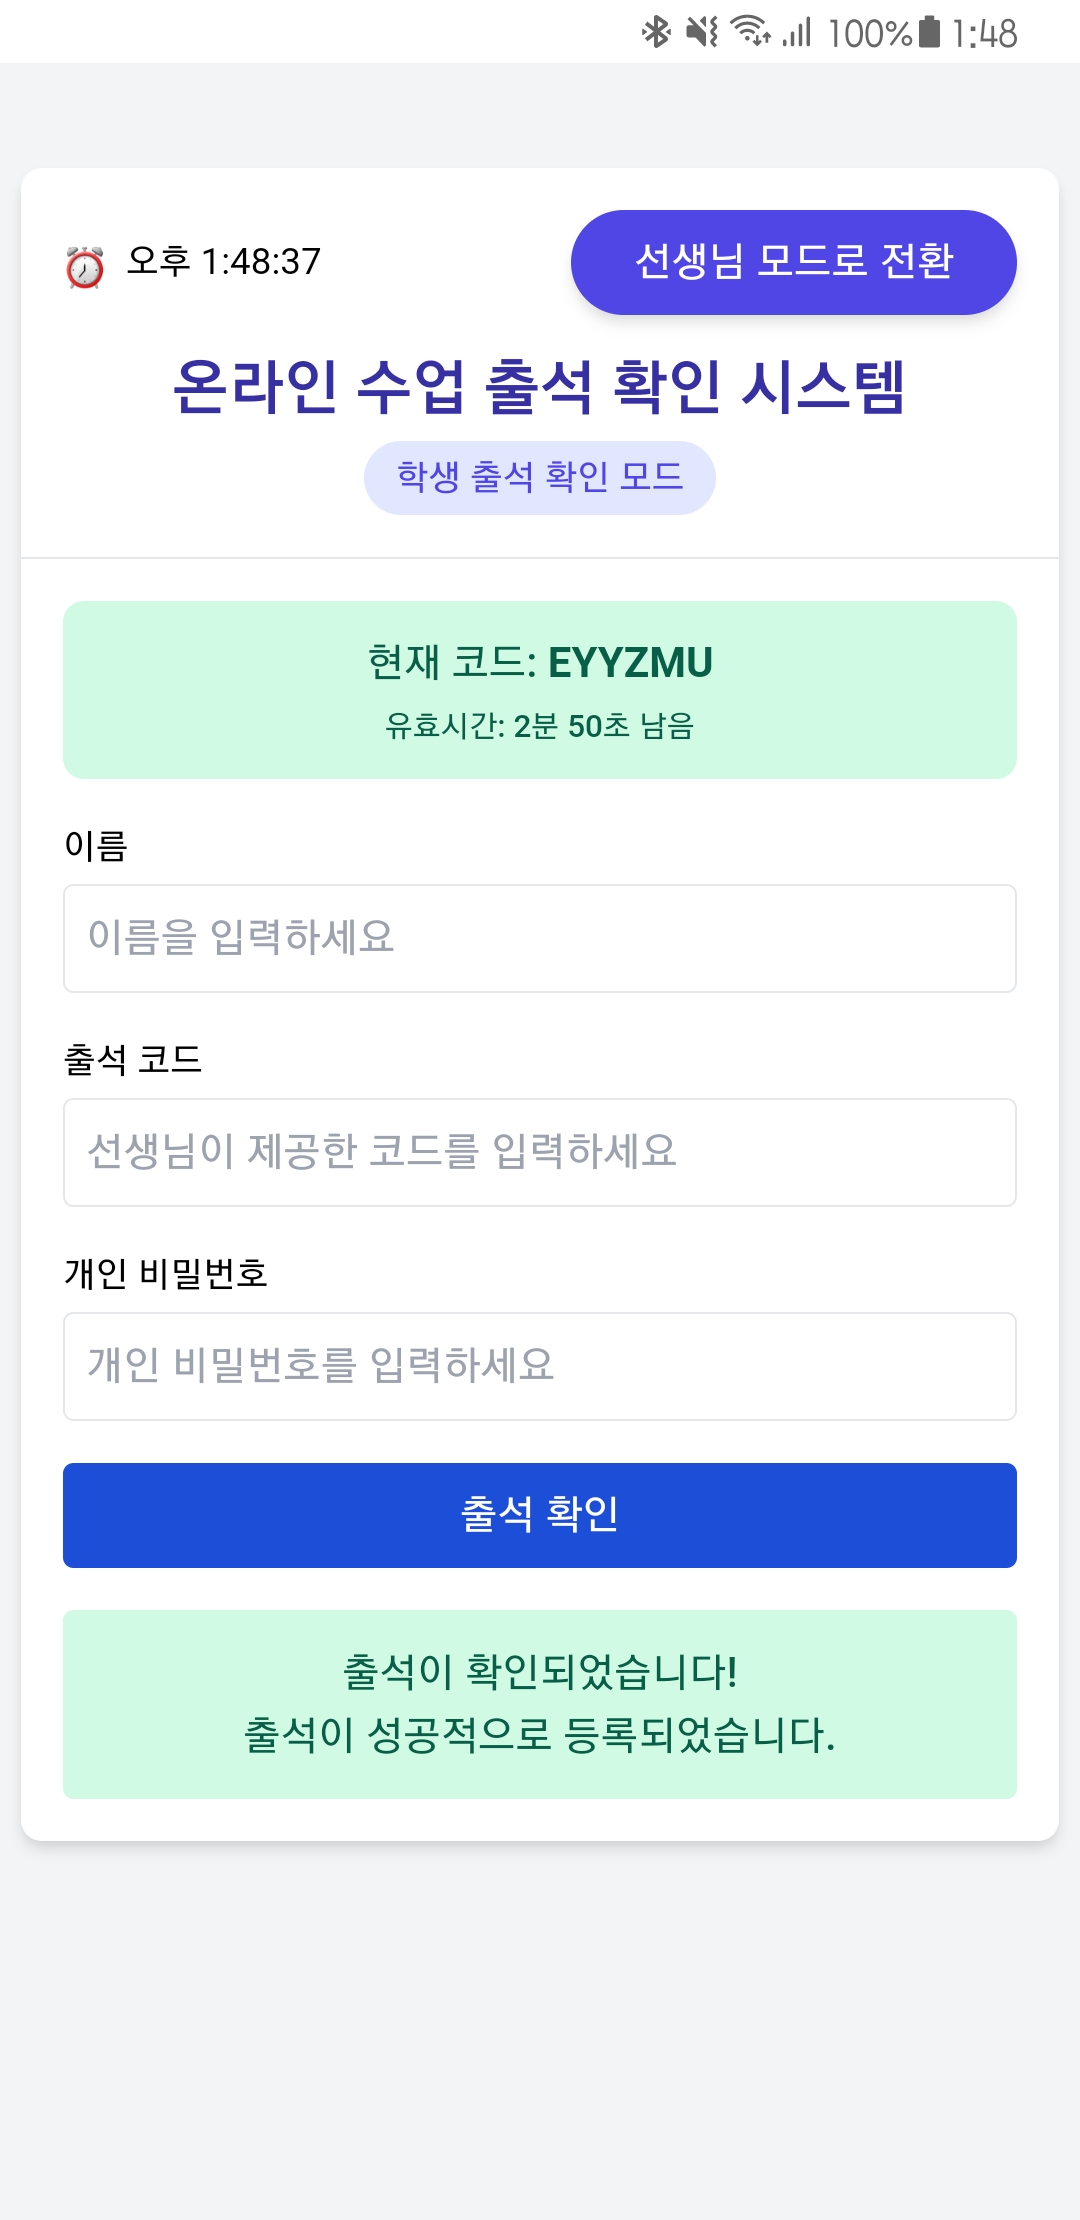 100% 1:48
오후 1:48:37
선생님 모드로 전환
온라인 수업 출석 확인 시스템
학생 출석 확인 모드
현재 코드: EYYZMU
유효시간: 2분 50초 남음
이름
이름을 입력하세요
출석 코드
선생님이 제공한 코드를 입력하세요
개인 비밀번호
개인 비밀번호를 입력하세요
출석 확인
출석이 확인되었습니다!
출석이 성공적으로 등록되었습니다.